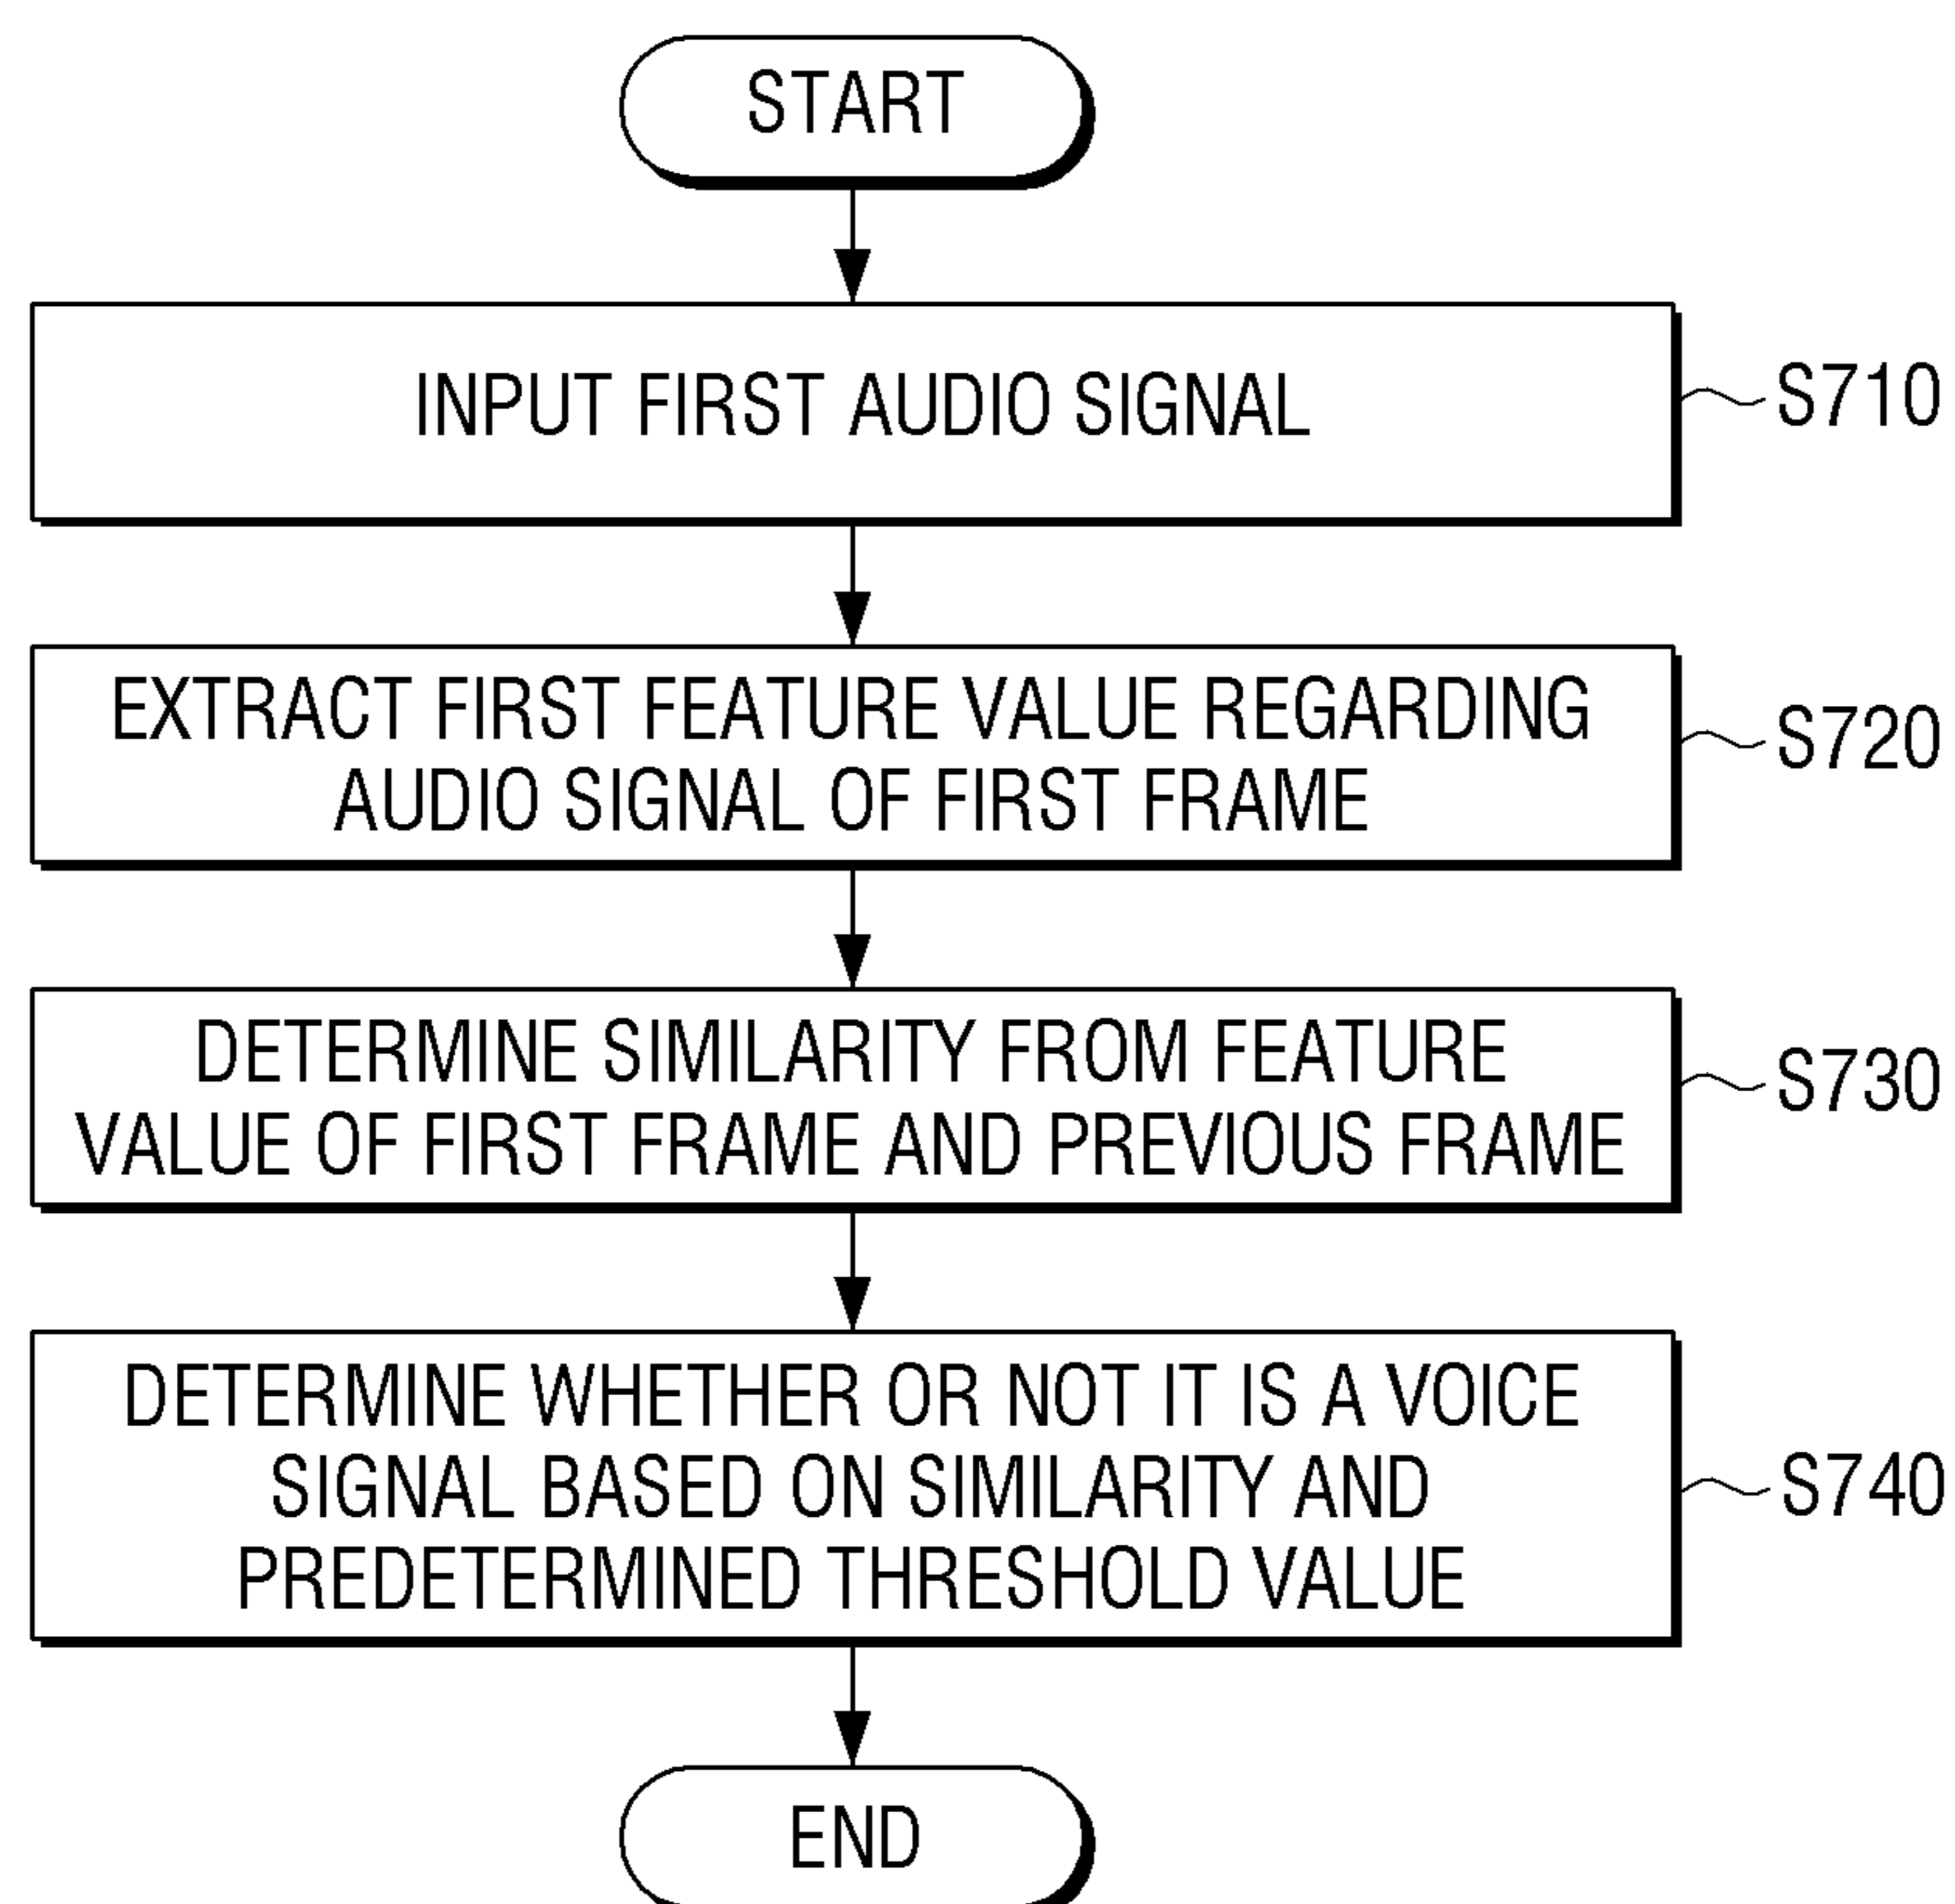 START
INPUT FIRST AUDIO SIGNAL
S710
EXTRACT FIRST FEATURE VALUE REGARDING
AUDIO SIGNAL OF FIRST FRAME
S720
DETERMINE SIMILARITY FROM FEATURE
VALUE OF FIRST FRAME AND PREVIOUS FRAME
S730
DETERMINE WHETHER OR NOT IT IS A VOICE
SIGNAL BASED ON SIMILARITY AND
PREDETERMINED THRESHOLD VALUE
S740
END